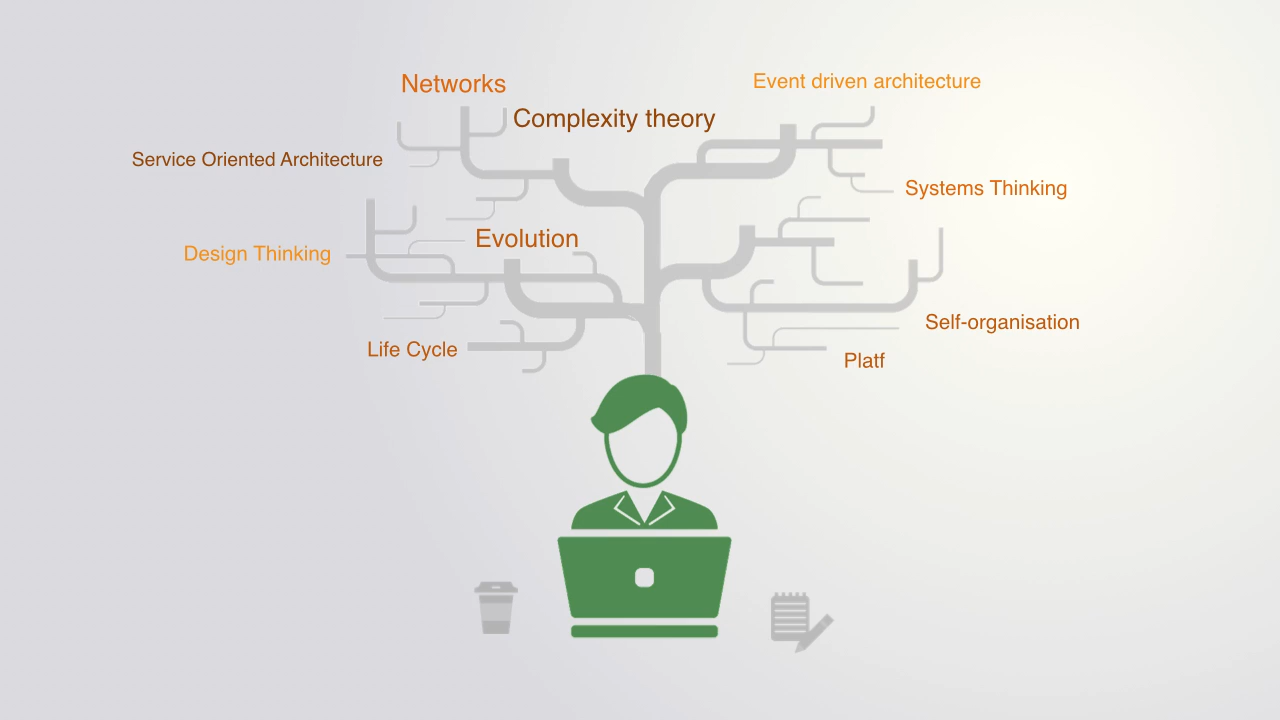 Networks
Event driven architecture
Complexity theory
Service Oriented Architecture
Systems Thinking
Evolution
Design Thinking
Self-organisation
Life Cycle
Platf